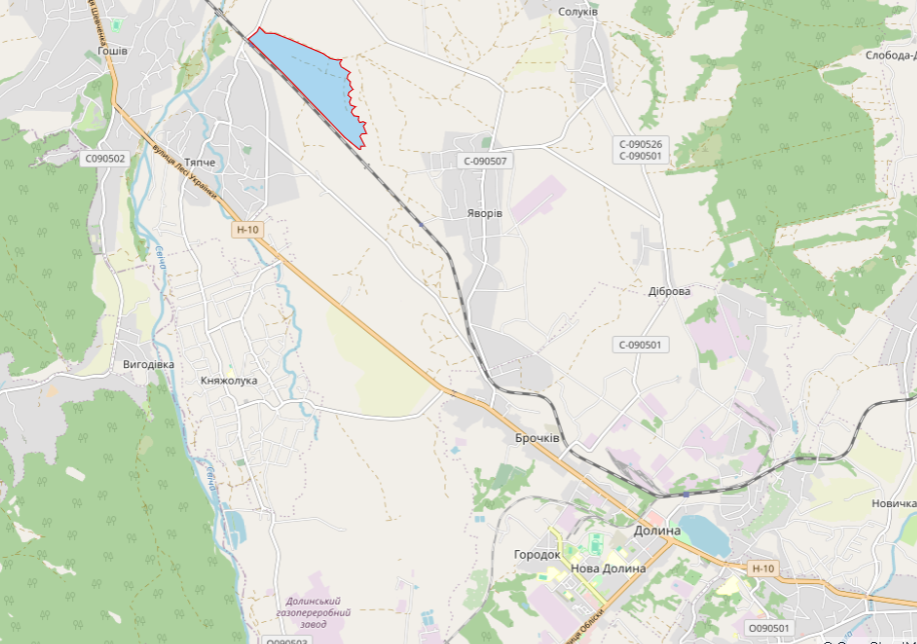 Солуків
Шевченка
Гошів
Слобода-Д
С-090526
С-090501
С090502
вулиця Лесі Українки
Тяпче
С-090507
Яворів
Н-10
Свіча
Діброва
С-090501
Вигодівка
Княжолука
Брочків
Свіча
Новичка
Долина
Городок
Нова Долина
Н-10
Долинський
газопереробний
завод
О090501
О090503
Обліски